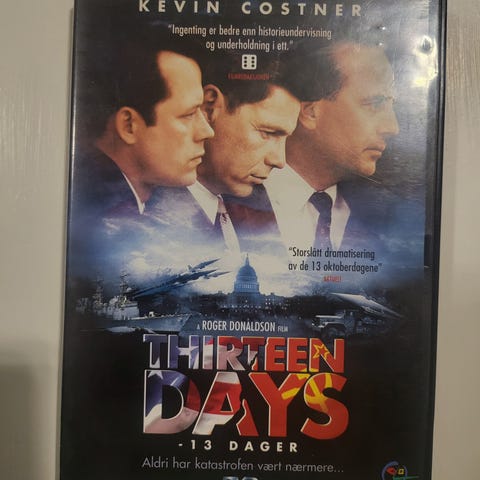 KEVIN COSTNER
"Ingenting er bedre enn historieundervisning
og underholdning i ett."
"Storslått dramatisering
av de 13 oktoberdagene"
A ROGER DONALDSON FILM
THIRTEEN
DAYS
- 13 DAGER
Aldri har katastrofen vært nærmere...